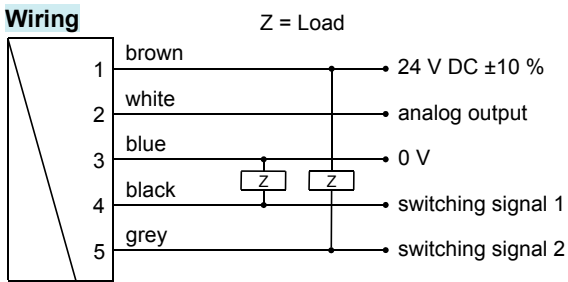 Wiring
Z = Load
1 brown 24 V DC ±10 %
2 white analog output
3 blue 0 V
Z Z
4 black switching signal 1
5 grey switching signal 2